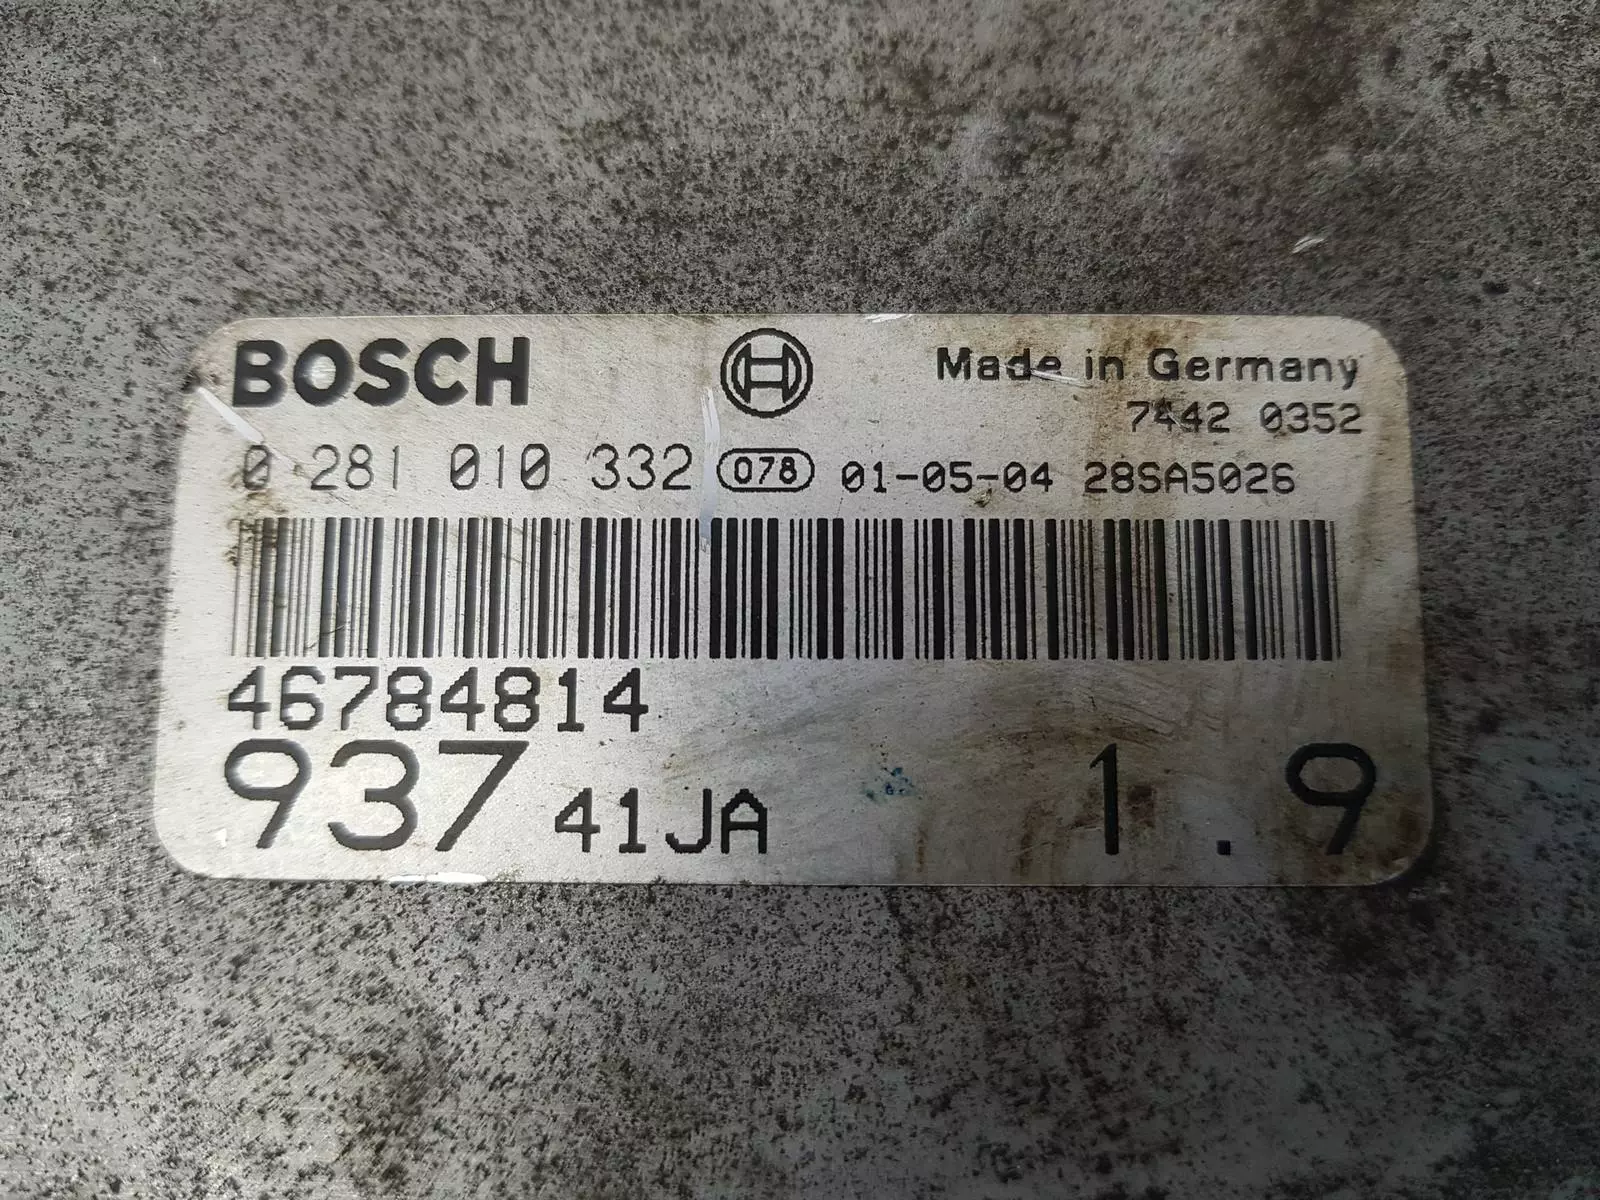 BOSCH
Made in Germany
7442 0352
0 281 010 332 078 01-05-04 28SA5026
46784814
937 41JA 1.9